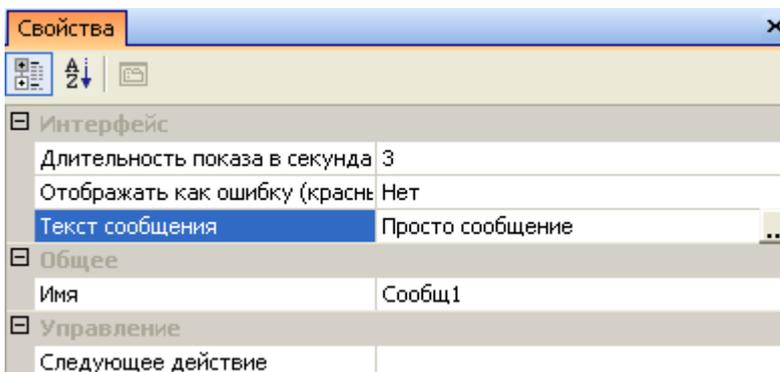 Свойства
Интерфейс
Длительность показа в секунда 3
Отображать как ошибку (краснь Нет
Текст сообщения Просто сообщение ..
Общее
Имя Сообщ1
Управление
Следующее действие